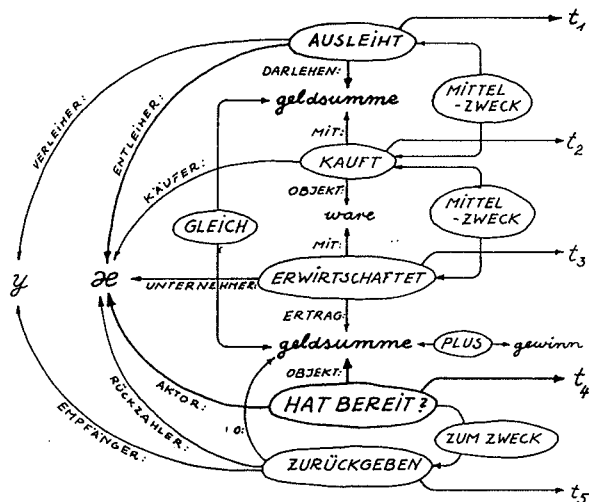 AUSLEIHT
t₁
DARLEHEN:
geldsumme
MITTEL
-ZWECK
VERLEIHER:
ENTLEIHER:
MIT:
t₂
KÄUFER:
KAUFT
OBJEKT:
ware
MITTEL
-ZWECK
GLEICH
MIT:
t₃
y
æ
UNTERNEHMER:
ERWIRTSCHAFTET
ERTRAG:
geldsumme
PLUS
gewinn
OBJEKT:
t₄
AKTOR:
HAT BEREIT?
RÜCKZAHLER:
EMPFÄNGER:
ZUM ZWECK
ZURÜCKGEBEN
t₅